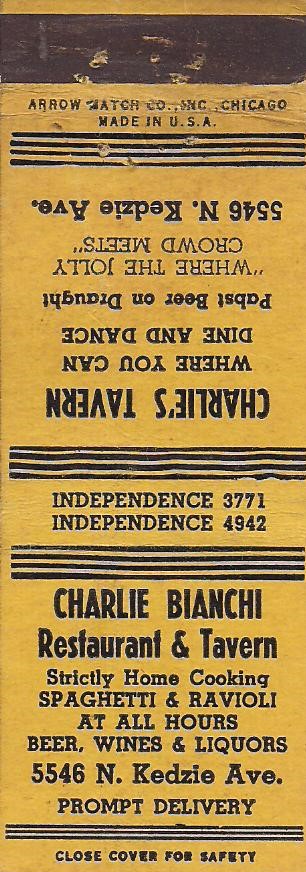 ARROW MATCH CO., INC., CHICAGO
MADE IN U.S.A.
CHARLIE'S TAVERN
WHERE YOU CAN
DINE AND DANCE
Pabst Beer on Draught
"WHERE THE JOLLY
CROWD MEETS"
5546 N. Kedzie Ave.
INDEPENDENCE 3771
INDEPENDENCE 4942
CHARLIE BIANCHI
Restaurant & Tavern
Strictly Home Cooking
SPAGHETTI & RAVIOLI
AT ALL HOURS
BEER, WINES & LIQUORS
5546 N. Kedzie Ave.
PROMPT DELIVERY
CLOSE COVER FOR SAFETY